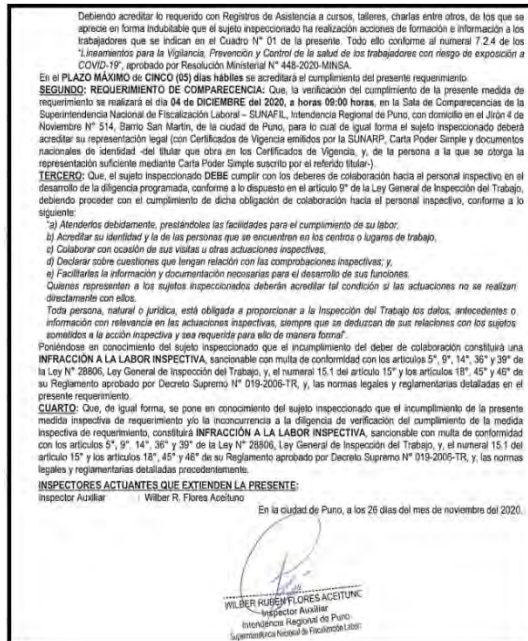 Debiendo acreditar lo requerido con Registros de Asistencia a cursos, talleres, charlas entre otros, de los que se
aprecie en forma indubitable que el sujeto inspeccionado ha realización acciones de formación e información a los
trabajadores que se indican en el Cuadro N° 01 de la presente. Todo ello conforme al numeral 7.2.4 de los
"Lineamientos para la Vigilancia, Prevención y Control de la salud de los trabajadores con riesgo de exposición a
COVID-19", aprobado por Resolución Ministerial N° 448-2020-MINSA.
En el PLAZO MÁXIMO de CINCO (05) días hábiles se acreditará el cumplimiento del presente requerimiento.
SEGUNDO: REQUERIMIENTO DE COMPARECENCIA: Que, la verificación del cumplimiento de la presente medida de
requerimiento se realizará el día 04 de DICIEMBRE del 2020, a horas 09:00 horas, en la Sala de Comparecencias de la
Superintendencia Nacional de Fiscalización Laboral – SUNAFIL, Intendencia Regional de Puno, con domicilio en el Jirón 4 de
Noviembre N° 514, Barrio San Martin, de la ciudad de Puno, para lo cual de igual forma el sujeto inspeccionado deberá
acreditar su representación legal (con Certificados de Vigencia emitidos por la SUNARP, Carta Poder Simple y documentos
nacionales de identidad -del titular que obra en los Certificados de Vigencia, y, de la persona a la que se otorga la
representación suficiente mediante Carta Poder Simple suscrito por el referido titular-).
TERCERO: Que, el sujeto inspeccionado DEBE cumplir con los deberes de colaboración hacia el personal inspectivo en el
desarrollo de la diligencia programada, conforme a lo dispuesto en el artículo 9° de la Ley General de Inspección del Trabajo,
debiendo proceder con el cumplimiento de dicha obligación de colaboración hacia el personal inspectivo, conforme a lo
siguiente:
"a) Atenderlos debidamente, prestándoles las facilidades para el cumplimiento de su labor,
b) Acreditar su identidad y la de las personas que se encuentren en los centros o lugares de trabajo,
c) Colaborar con ocasión de sus visitas u otras actuaciones inspectivas,
d) Declarar sobre cuestiones que tengan relación con las comprobaciones inspectivas; y,
e) Facilitarles la información y documentación necesarias para el desarrollo de sus funciones.
Quienes representen a los sujetos inspeccionados deberán acreditar tal condición si las actuaciones no se realizan
directamente con ellos.
Toda persona, natural o jurídica, está obligada a proporcionar a la Inspección del Trabajo los datos, antecedentes o
información con relevancia en las actuaciones inspectivas, siempre que se deduzcan de sus relaciones con los sujetos
sometidos a la acción inspectiva y sea requerida para ello de manera formal".
Poniéndose en conocimiento del sujeto inspeccionado que el incumplimiento del deber de colaboración constituirá una
INFRACCIÓN A LA LABOR INSPECTIVA, sancionable con multa de conformidad con los artículos 5°, 9°, 14°, 36° y 39° de
la Ley N° 28806, Ley General de Inspección del Trabajo, y, el numeral 15.1 del artículo 15° y los artículos 18°, 45° y 46° de
su Reglamento aprobado por Decreto Supremo N° 019-2006-TR, y, las normas legales y reglamentarias detalladas en el
presente requerimiento.
CUARTO: Que, de igual forma, se pone en conocimiento del sujeto inspeccionado que el incumplimiento de la presente
medida inspectiva de requerimiento y/o la inconcurrencia a la diligencia de verificación del cumplimiento de la medida
inspectiva de requerimiento, constituirá INFRACCIÓN A LA LABOR INSPECTIVA, sancionable con multa de conformidad
con los artículos 5°, 9°, 14°, 36° y 39° de la Ley N° 28806, Ley General de Inspección del Trabajo, y, el numeral 15.1 del
artículo 15° y los artículos 18°, 45° y 46° de su Reglamento aprobado por Decreto Supremo N° 019-2006-TR, y, las normas
legales y reglamentarias detalladas precedentemente.
INSPECTORES ACTUANTES QUE EXTIENDEN LA PRESENTE:
Inspector Auxiliar : Wilber R. Flores Aceituno
En la ciudad de Puno, a los 26 días del mes de noviembre del 2020.
WILBER RUBEN FLORES ACEITUNO
Inspector Auxiliar
Intendencia Regional de Puno
Superintendencia Nacional de Fiscalización Laboral